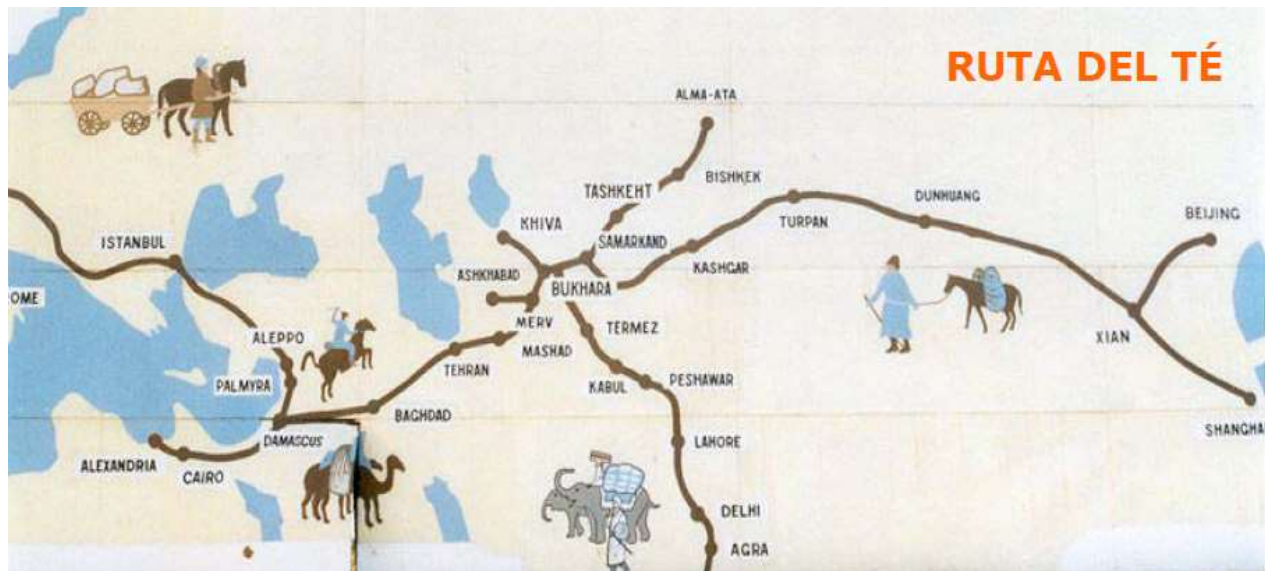 RUTA DEL TÉ
ALMA-ATA
BISHKEK
TASHKEHT
DUNHUANG
BEIJING
TURPAN
KHIVA
SAMARKAND
ISTANBUL
KASHGAR
ASHKHABAD
BUKHARA
OME
MERV
TERMEZ
XIAN
ALEPPO
MASHAD
TEHRAN
PALMYRA
KABUL
PESHAWAR
BAGHDAD
SHANGHA
DAMASCUS
LAHORE
ALEXANDRIA
CAIRO
DELHI
AGRA